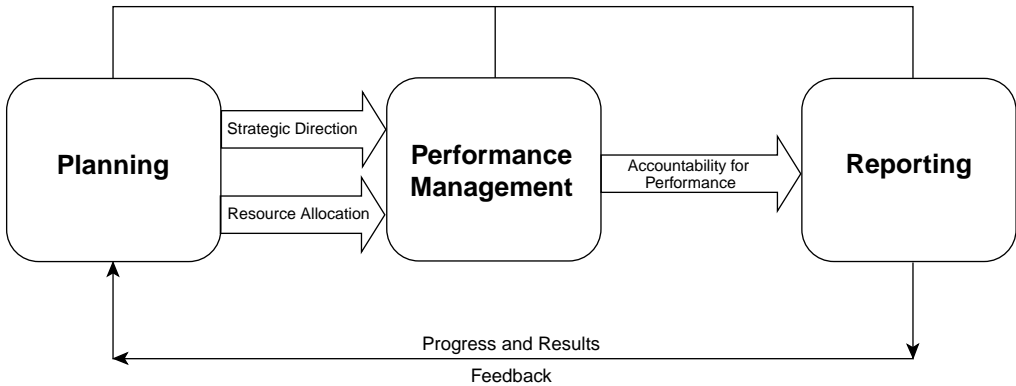 Planning
Strategic Direction
Resource Allocation
Performance
Management
Accountability for
Performance
Reporting
Progress and Results
Feedback